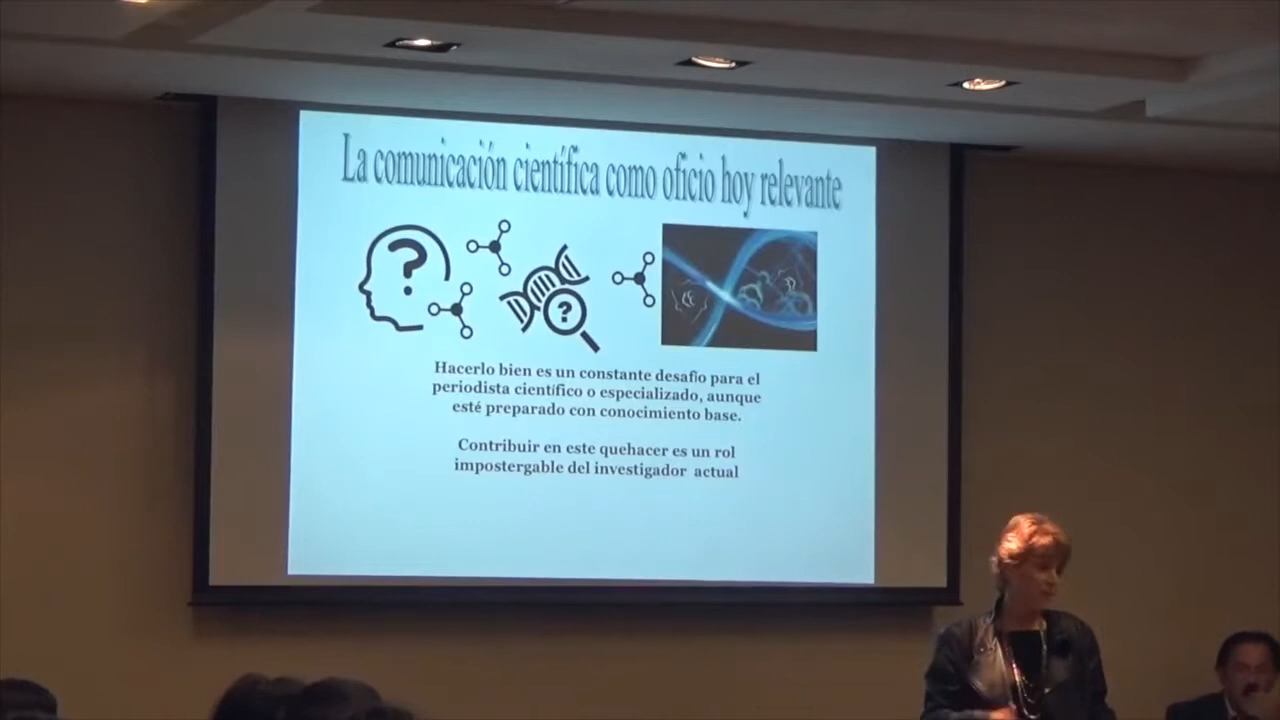 La comunicación científica como oficio hoy relevante
?
?
Hacerlo bien es un constante desafío para el
periodista científico o especializado, aunque
esté preparado con conocimiento base.
Contribuir en este quehacer es un rol
impostergable del investigador actual